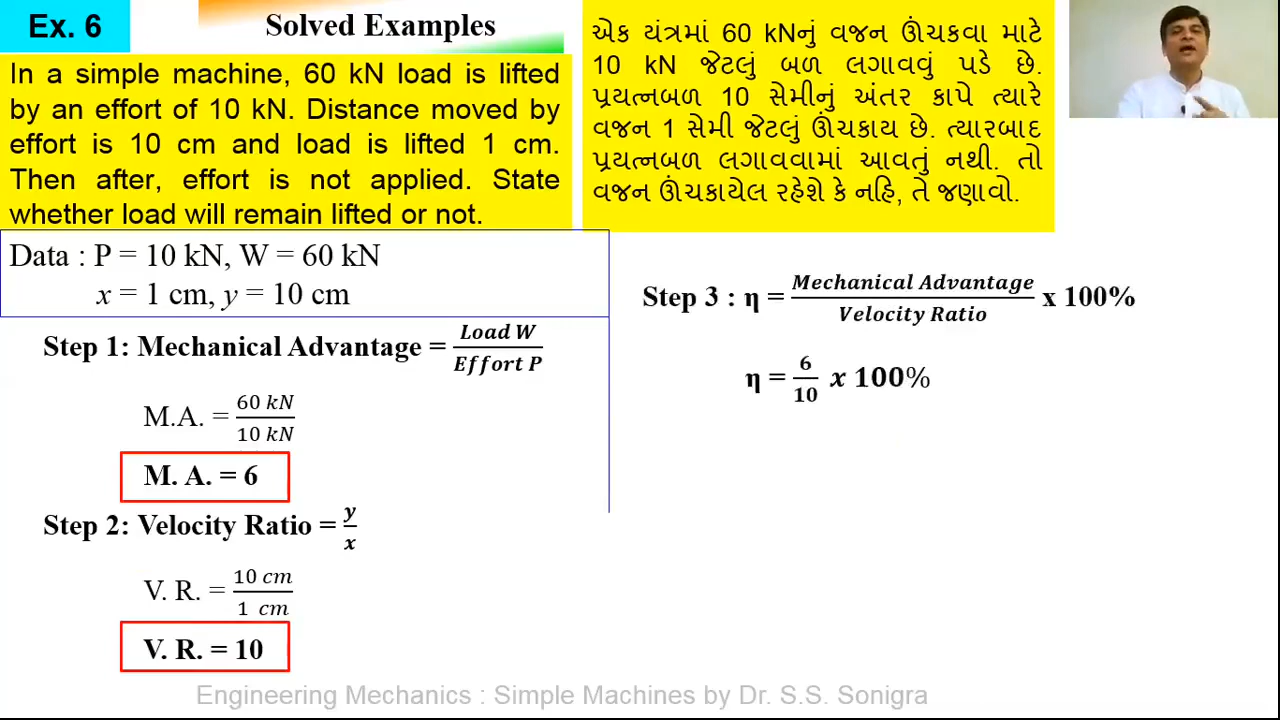 Ex. 6
Solved Examples
In a simple machine, 60 kN load is lifted
by an effort of 10 kN. Distance moved by
effort is 10 cm and load is lifted 1 cm.
Then after, effort is not applied. State
whether load will remain lifted or not.
એક યંત્રમાં 60 kNનું વજન ઊંચકવા માટે
10 kN જેટલું બળ લગાવવું પડે છે.
પ્રયત્નબળ 10 સેમીનું અંતર કાપે ત્યારે
વજન 1 સેમી જેટલું ઊંચકાય છે. ત્યારબાદ
પ્રયત્નબળ લગાવવામાં આવતું નથી. તો
વજન ઊંચકાયેલ રહેશે કે નહિ, તે જણાવો.
Data : P = 10 kN, W = 60 kN
x = 1 cm, y = 10 cm
Step 1: Mechanical Advantage = Load W / Effort P
M.A. = 60 kN / 10 kN
M. A. = 6
Step 2: Velocity Ratio = y / x
V. R. = 10 cm / 1 cm
V. R. = 10
Step 3 : η = Mechanical Advantage / Velocity Ratio x 100%
η = 6 / 10 x 100%
Engineering Mechanics : Simple Machines by Dr. S.S. Sonigra